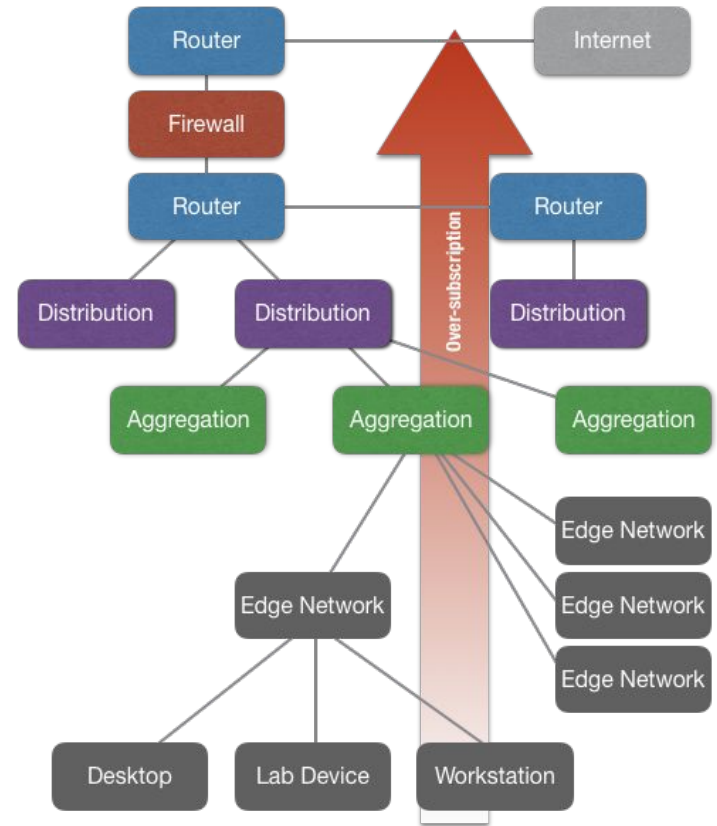 Router
Internet
Firewall
Router
Router
Over-subscription
Distribution
Distribution
Distribution
Aggregation
Aggregation
Aggregation
Edge Network
Edge Network
Edge Network
Edge Network
Desktop
Lab Device
Workstation